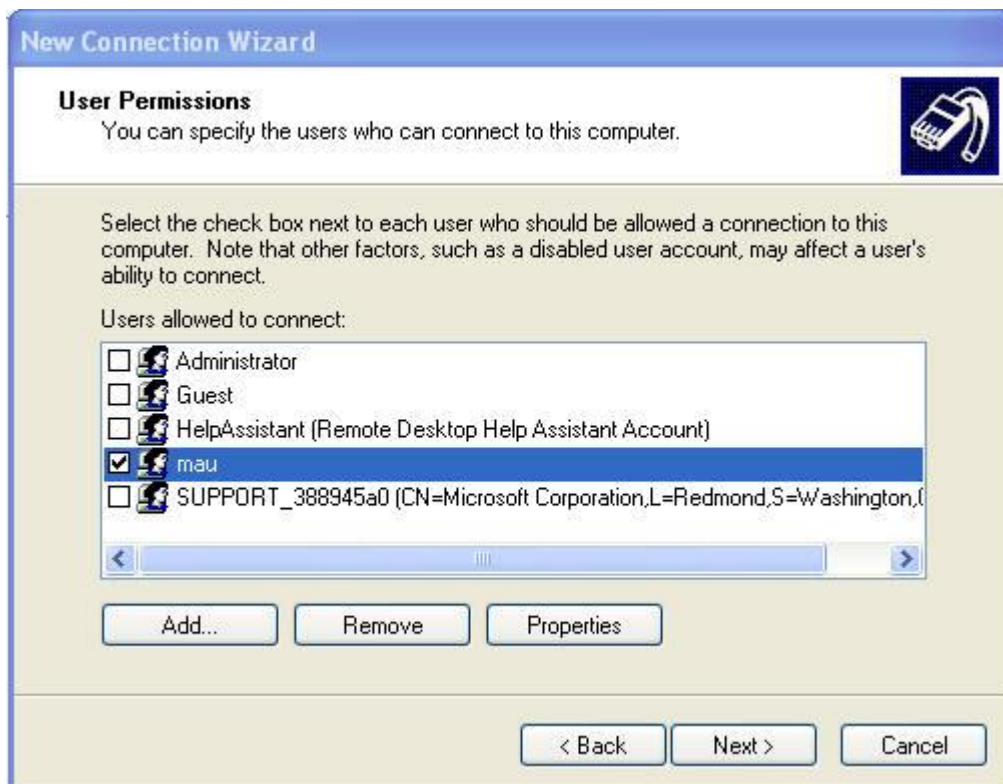 New Connection Wizard
User Permissions
You can specify the users who can connect to this computer.
Select the check box next to each user who should be allowed a connection to this
computer. Note that other factors, such as a disabled user account, may affect a user's
ability to connect.
Users allowed to connect:
Administrator
Guest
HelpAssistant (Remote Desktop Help Assistant Account)
mau
SUPPORT_388945a0 (CN=Microsoft Corporation,L=Redmond,S=Washington,
Add...
Remove
Properties
< Back
Next >
Cancel